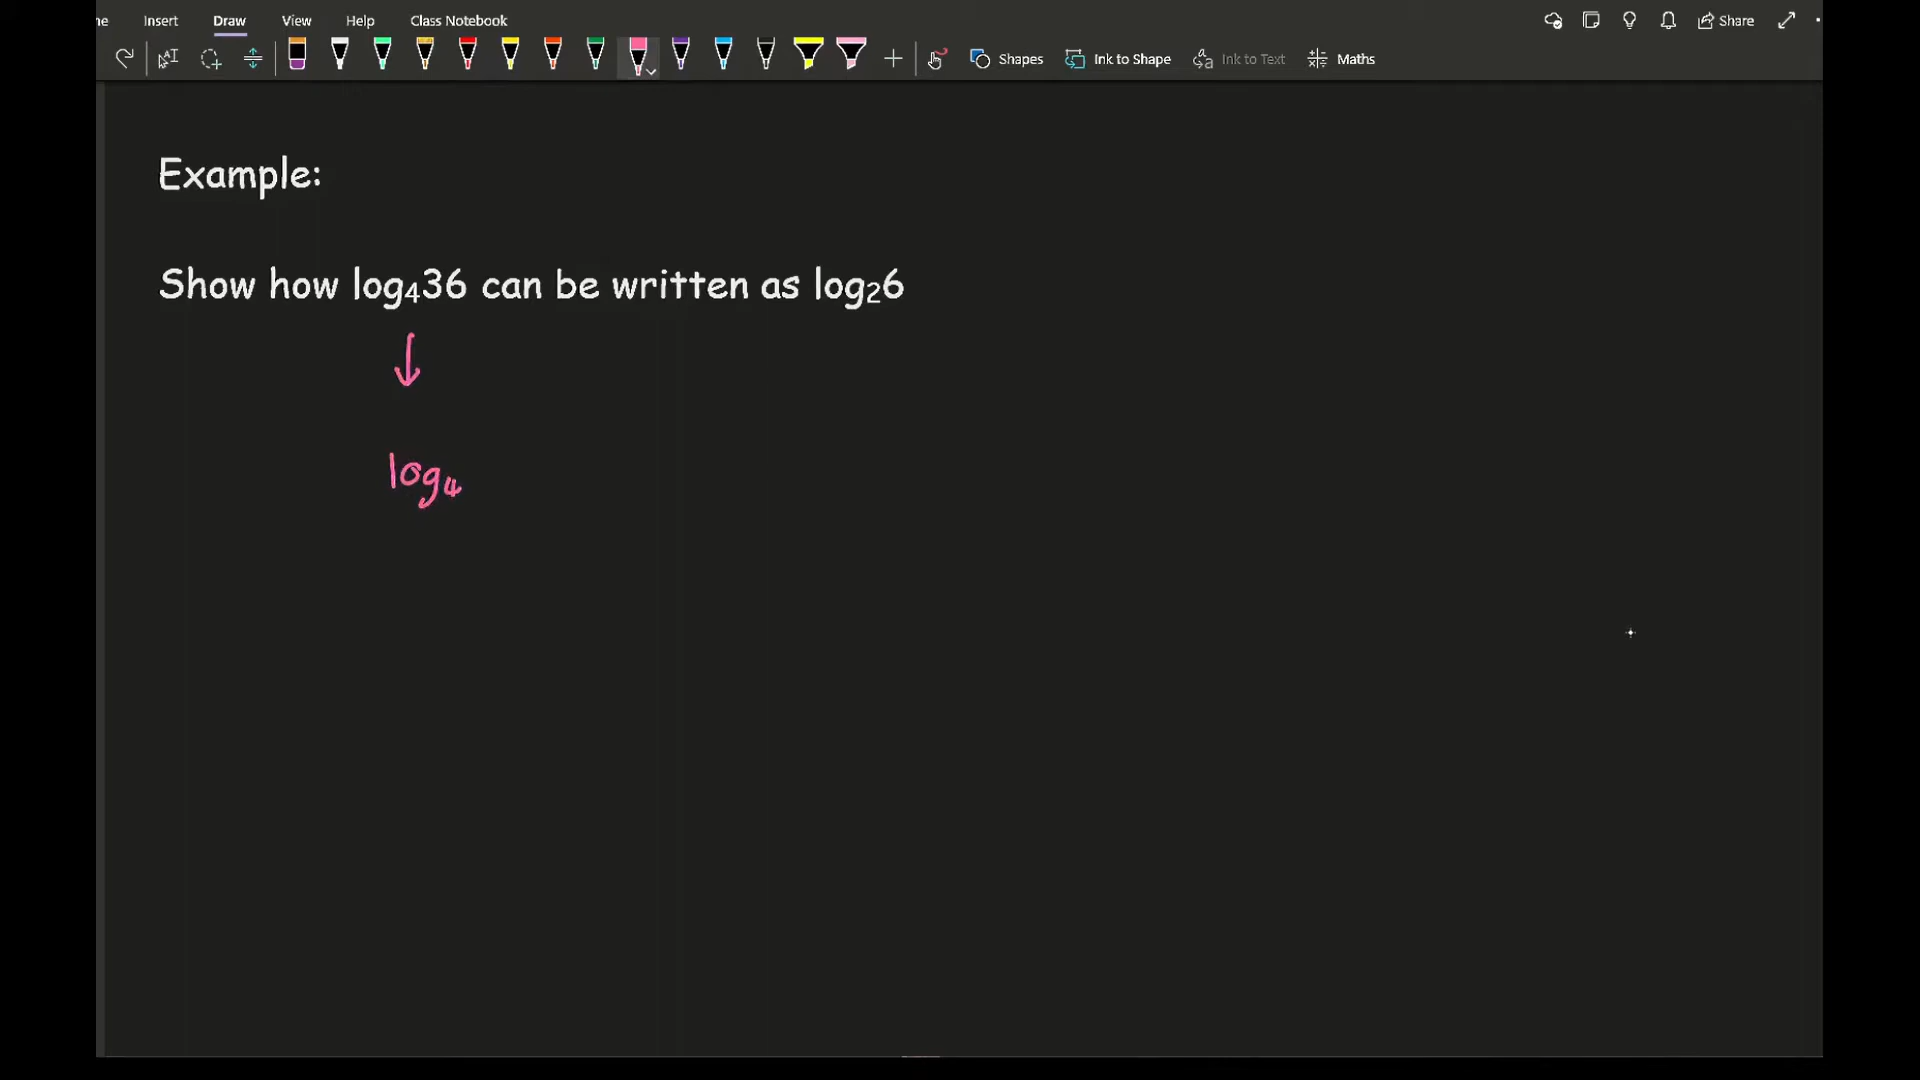 ne Insert Draw View Help Class Notebook Share
Shapes Ink to Shape Ink to Text Maths
Example:
Show how log₄36 can be written as log₂6
log₄